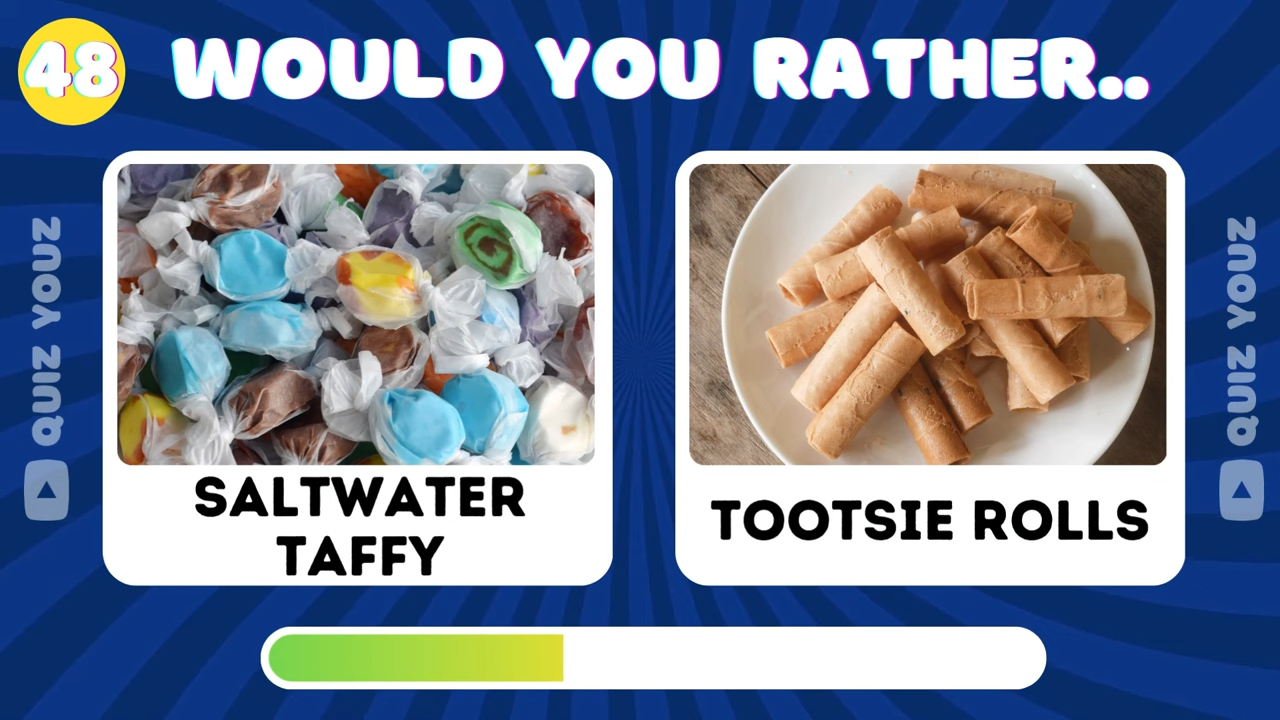 48
WOULD YOU RATHER..
QUIZ YOUZ
SALTWATER
TAFFY
TOOTSIE ROLLS
QUIZ YOUZ